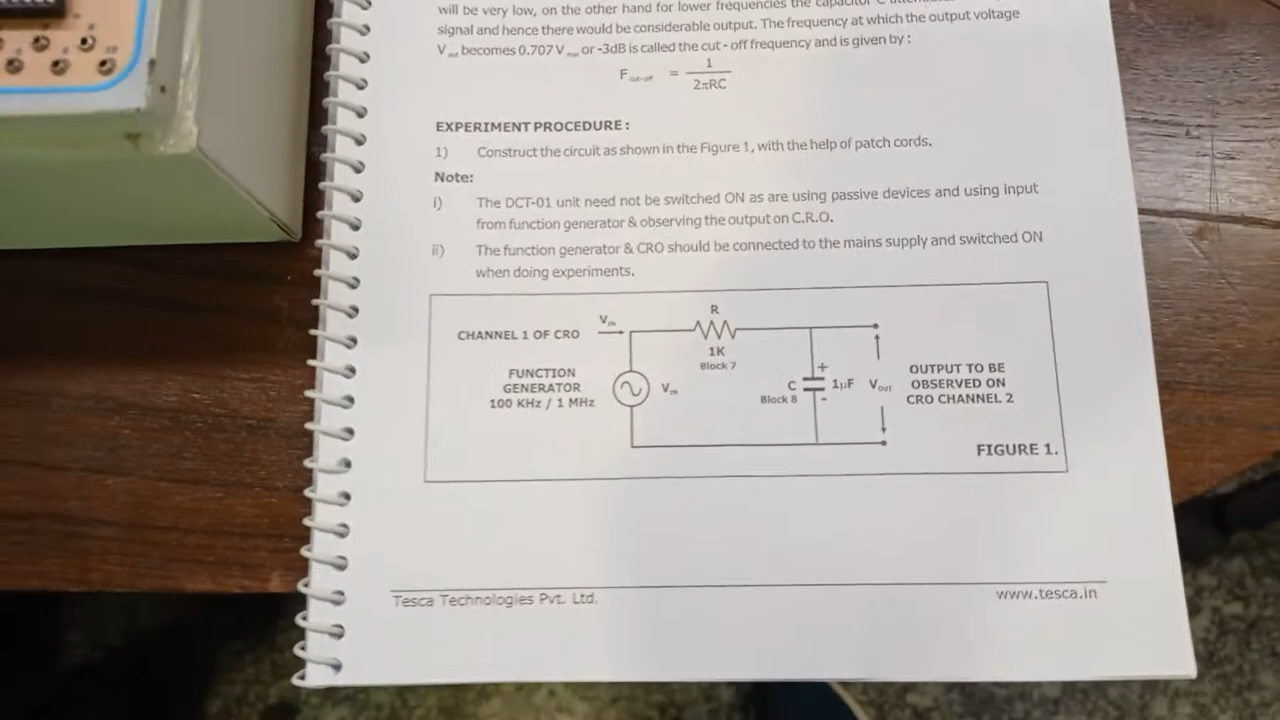 will be very low, on the other hand for lower frequencies the capacitor C
signal and hence there would be considerable output. The frequency at which the output voltage
V out becomes 0.707 V or -3dB is called the cut - off frequency and is given by :
F cut-off = 1
2πRC
EXPERIMENT PROCEDURE :
1) Construct the circuit as shown in the Figure 1, with the help of patch cords.
Note:
i) The DCT-01 unit need not be switched ON as are using passive devices and using input
from function generator & observing the output on C.R.O.
ii) The function generator & CRO should be connected to the mains supply and switched ON
when doing experiments.
R
Vin
CHANNEL 1 OF CRO
1K
Block 7
FUNCTION
GENERATOR
100 KHz / 1 MHz
Vin
+
C
1µF
Block 8
-
VOUT
OUTPUT TO BE
OBSERVED ON
CRO CHANNEL 2
FIGURE 1.
Tesca Technologies Pvt. Ltd.
www.tesca.in